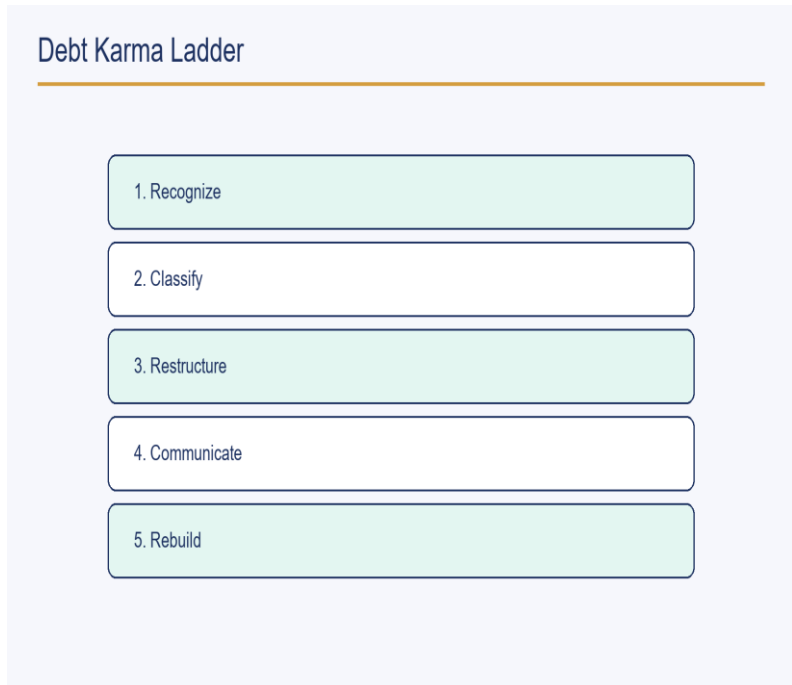 Debt Karma Ladder
1. Recognize
2. Classify
3. Restructure
4. Communicate
5. Rebuild